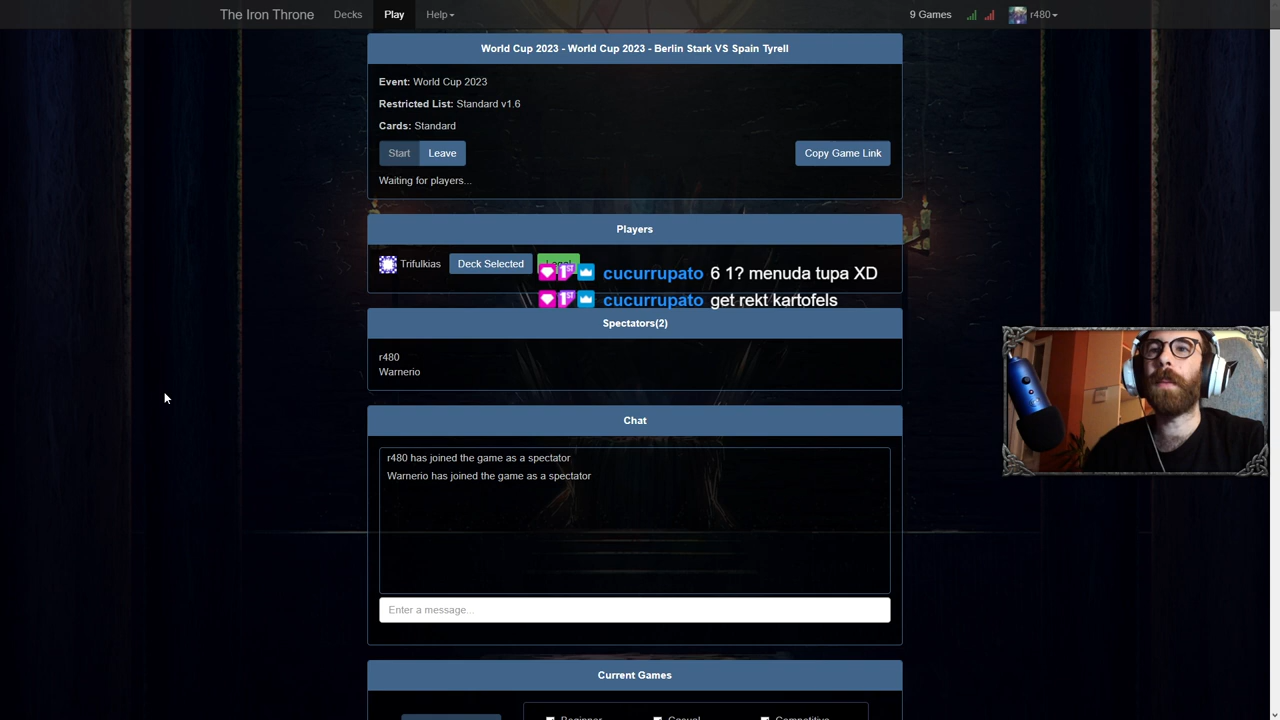 The Iron Throne Decks Play Help 9 Games r480
World Cup 2023 - World Cup 2023 - Berlin Stark VS Spain Tyrell
Event: World Cup 2023
Restricted List: Standard v1.6
Cards: Standard
Start Leave Copy Game Link
Waiting for players...
Players
Trifulkias Deck Selected Legal
cucurrupato 6 1? menuda tupa XD
cucurrupato get rekt kartofels
Spectators(2)
r480
Warnerio
Chat
r480 has joined the game as a spectator
Warnerio has joined the game as a spectator
Enter a message...
Current Games
Beginner Casual Competitive